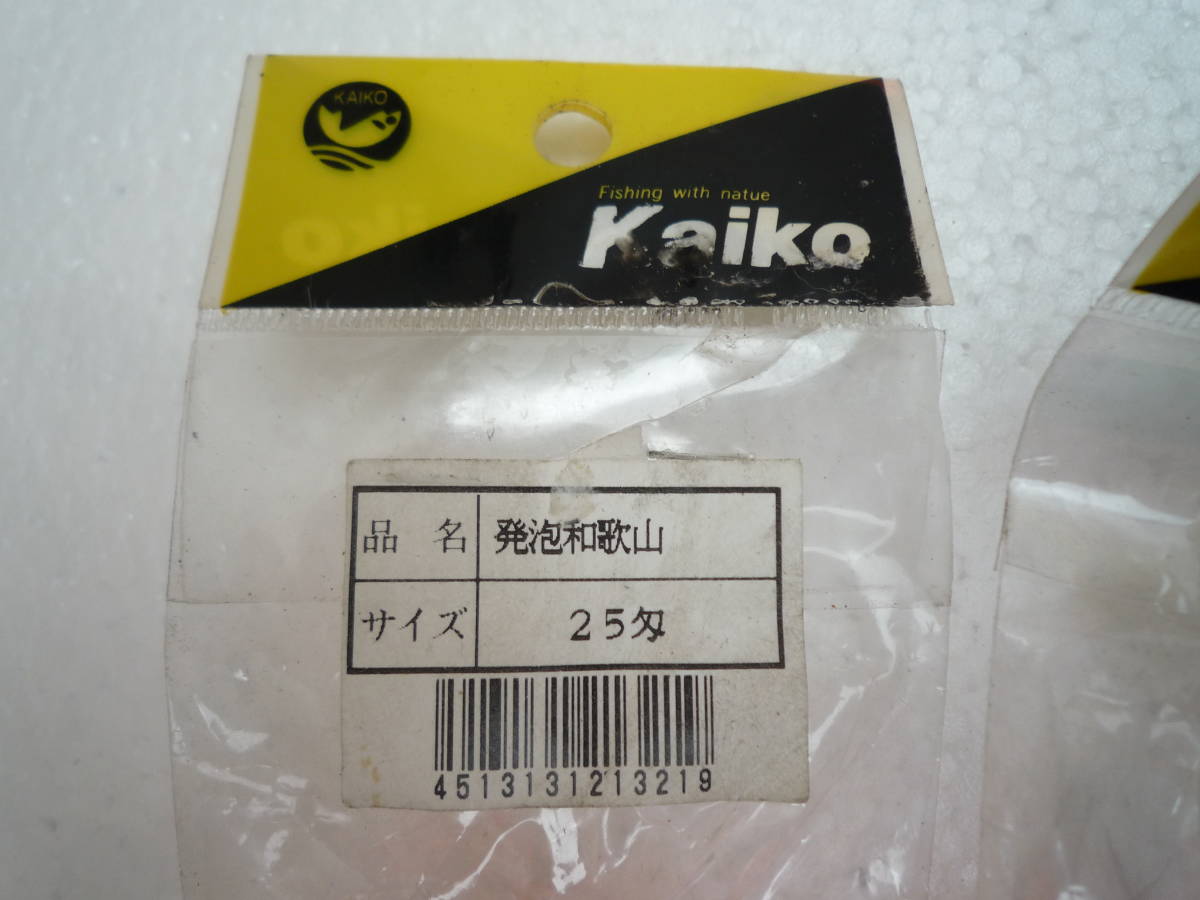 KAIKO
Fishing with natue
Kaiko
品名 発泡和歌山
サイズ 25匁
4513131213219